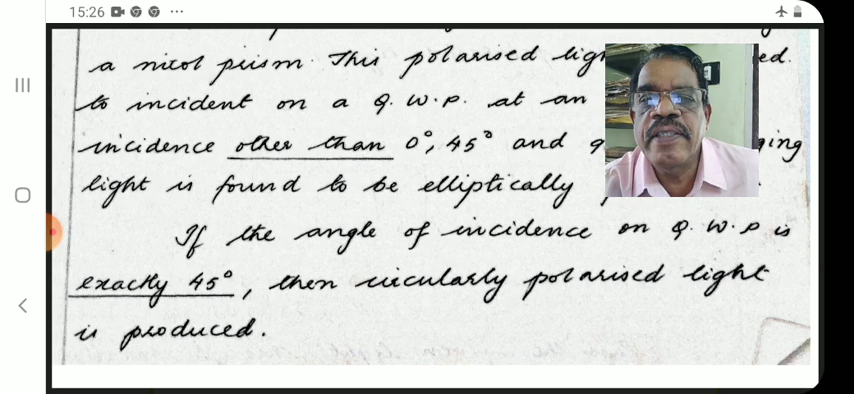 15:26
a nicol prism. This polarised ligh ed.
to incident on a Q.W.P. at an
incidence other than 0°, 45° and ging
light is found to be elliptically
If the angle of incidence on Q.W.P is
exactly 45°, then circularly polarised light
is produced.